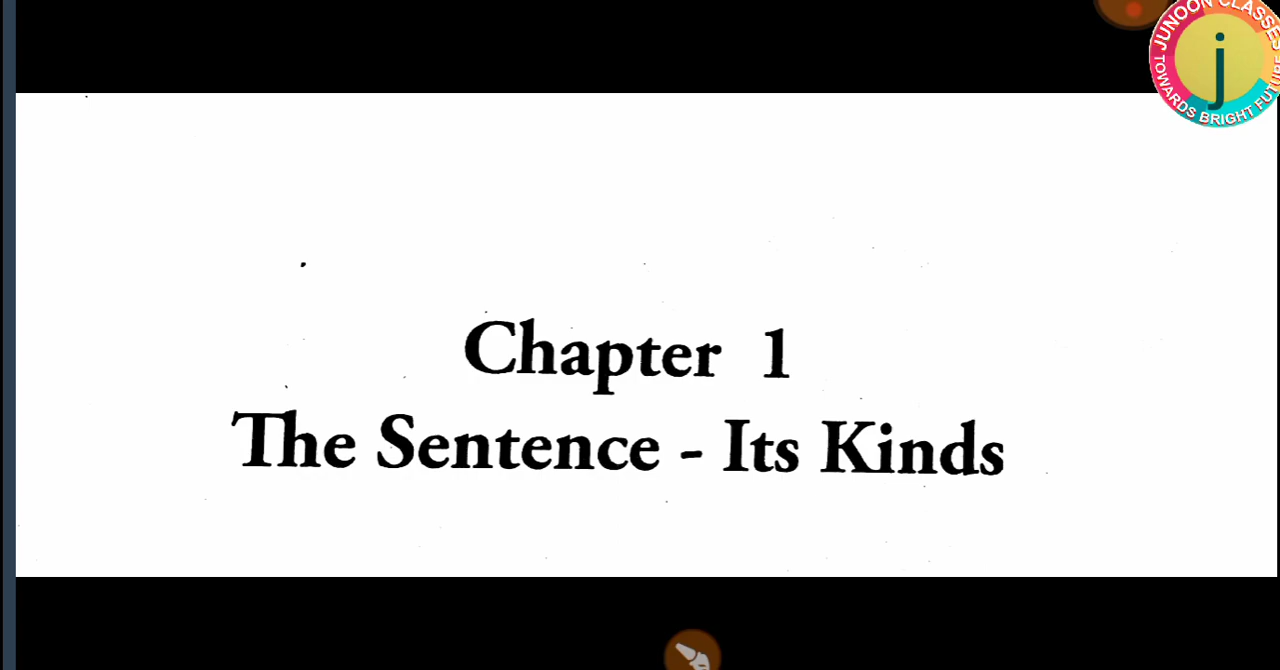 JUNOON CLASSES
j
TOWARDS BRIGHT FUTURE
Chapter 1
The Sentence - Its Kinds